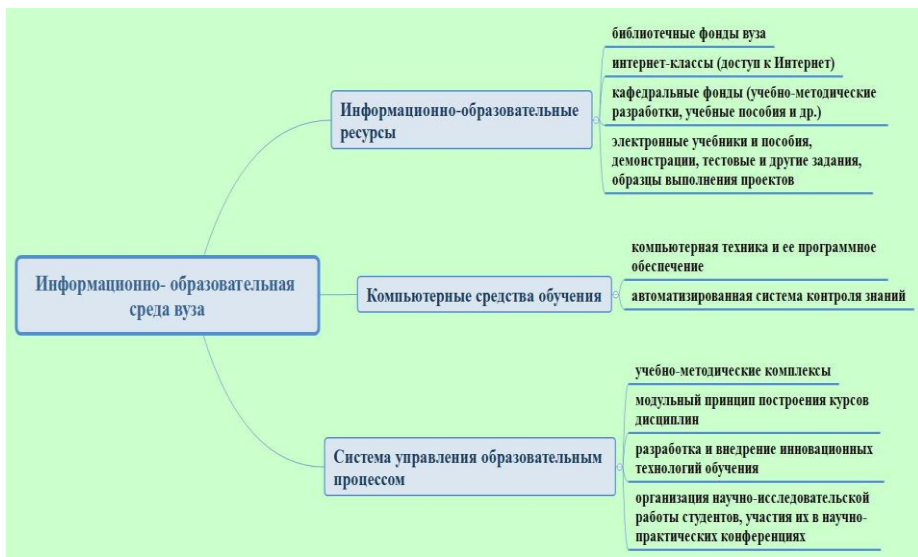 Информационно- образовательная
среда вуза
Информационно-образовательные
ресурсы
библиотечные фонды вуза
интернет-классы (доступ к Интернет)
кафедральные фонды (учебно-методические
разработки, учебные пособия и др.)
электронные учебники и пособия,
демонстрации, тестовые и другие задания,
образцы выполнения проектов
Компьютерные средства обучения
компьютерная техника и ее программное
обеспечение
автоматизированная система контроля знаний
Система управления образовательным
процессом
учебно-методические комплексы
модульный принцип построения курсов
дисциплин
разработка и внедрение инновационных
технологий обучения
организация научно-исследовательской
работы студентов, участия их в научно-
практических конференциях